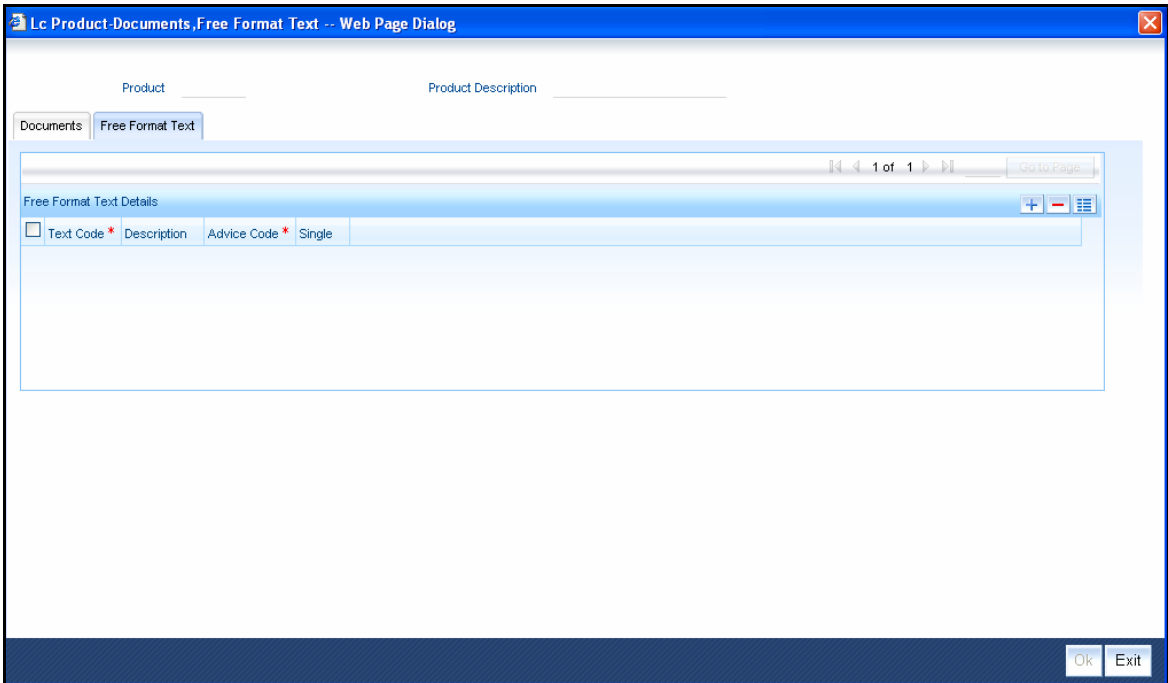 Lc Product-Documents,Free Format Text -- Web Page Dialog
Product Product Description
Documents Free Format Text
1 of 1 Go to Page
Free Format Text Details
Text Code * Description Advice Code * Single
Ok Exit